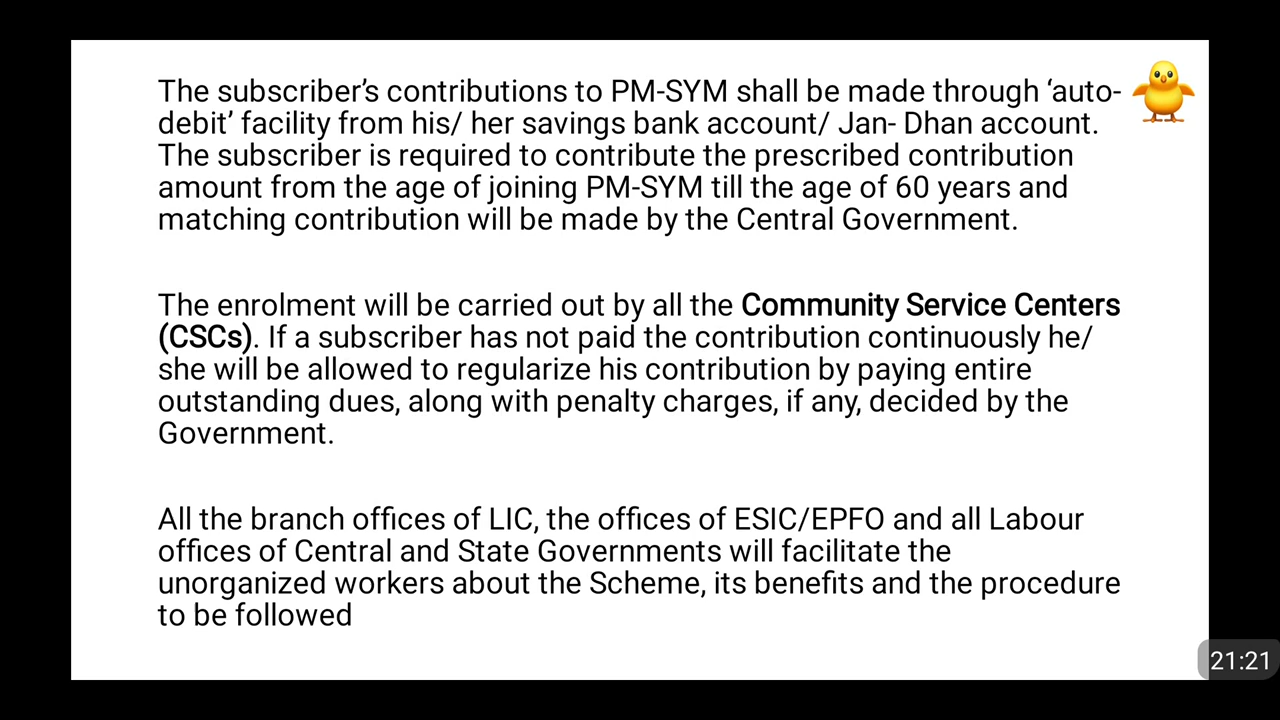 The subscriber’s contributions to PM-SYM shall be made through ‘auto-
debit’ facility from his/ her savings bank account/ Jan- Dhan account.
The subscriber is required to contribute the prescribed contribution
amount from the age of joining PM-SYM till the age of 60 years and
matching contribution will be made by the Central Government.
The enrolment will be carried out by all the Community Service Centers
(CSCs). If a subscriber has not paid the contribution continuously he/
she will be allowed to regularize his contribution by paying entire
outstanding dues, along with penalty charges, if any, decided by the
Government.
All the branch offices of LIC, the offices of ESIC/EPFO and all Labour
offices of Central and State Governments will facilitate the
unorganized workers about the Scheme, its benefits and the procedure
to be followed
21:21